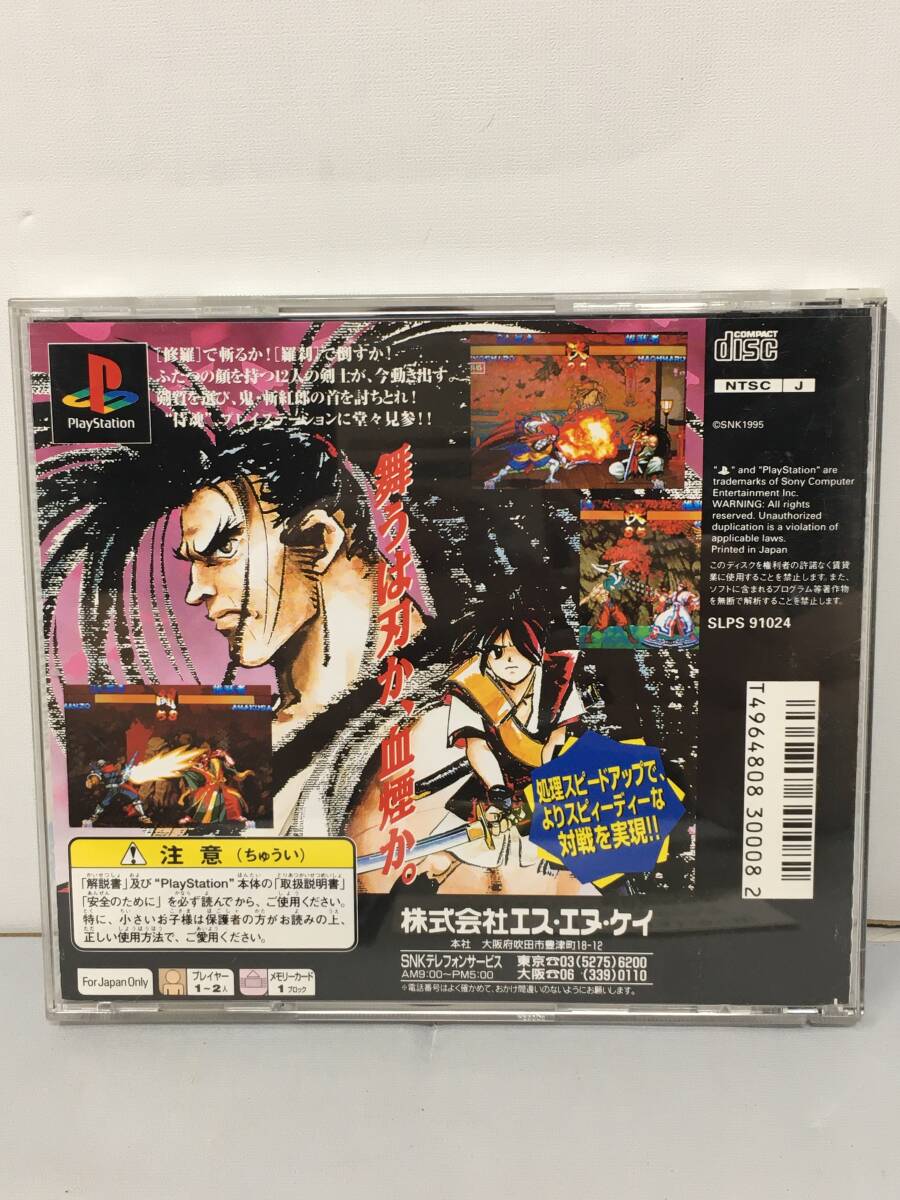 PlayStation
[修羅]で斬るか！[羅刹]で倒すか！
ふたつの顔を持つ12人の剣士が、今動き出す。
剣質を選び、鬼・斬紅郎の首を討ちとれ！
“侍魂”プレイステーションに堂々見参！！
舞うは刃か、血煙か。
COMPACT
disc
NTSC J
©SNK1995
"PS" and "PlayStation" are
trademarks of Sony Computer
Entertainment Inc.
WARNING: All rights
reserved. Unauthorized
duplication is a violation of
applicable laws.
Printed in Japan
このディスクを権利者の許諾なく賃貸
業に使用することを禁止します。また、
ソフトに含まれるプログラム等著作物
を無断で解析することを禁止します。
SLPS 91024
T4964808 30008 2
HANZO
AMAKUSA
58
処理スピードアップで、
よりスピィーディーな
対戦を実現!!
注意（ちゅうい）
「解説書」及び“PlayStation”本体の「取扱説明書」
「安全のために」を必ず読んでから、ご使用ください。
特に、小さいお子様は保護者の方がお読みの上、
正しい使用方法で、ご愛用ください。
For Japan Only
プレイヤー
1～2人
メモリーカード
1ブロック
株式会社エス・エヌ・ケイ
本社 大阪府吹田市豊津町18-12
SNKテレフォンサービス 東京☎03(5275)6200
AM9:00～PM5:00 大阪☎06(339)0110
※電話番号はよく確かめて、おかけ間違いのないようにお願いします。